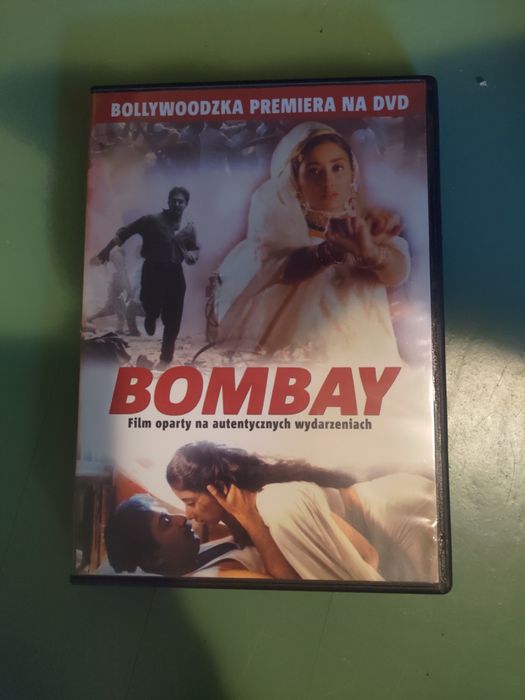 BOLLYWOODZKA PREMIERA NA DVD
BOMBAY
Film oparty na autentycznych wydarzeniach